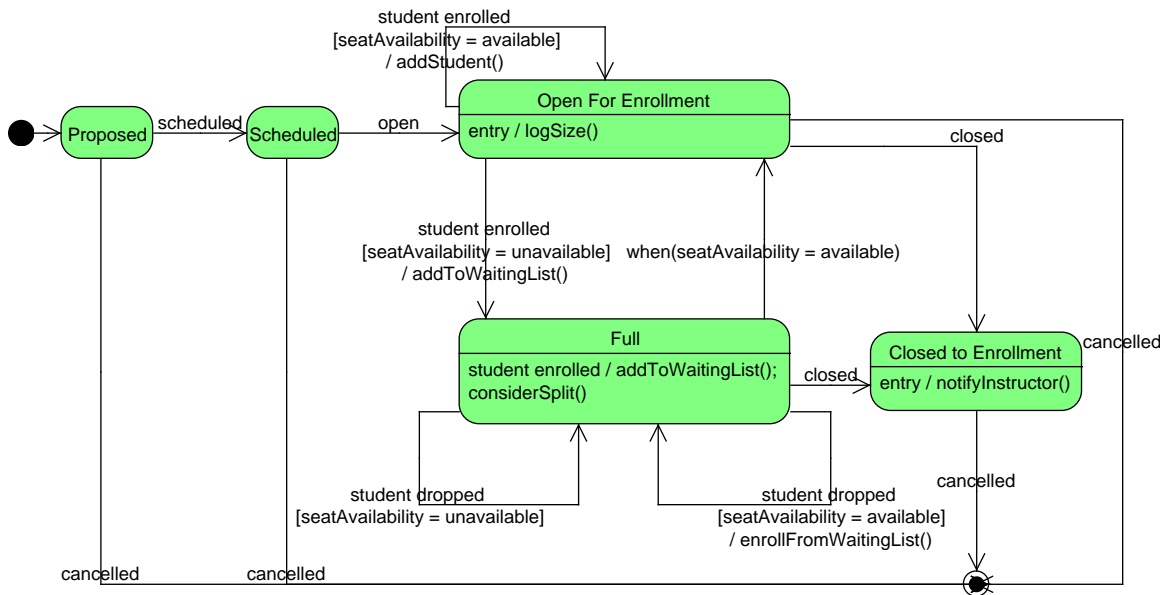 student enrolled
[seatAvailability = available]
/ addStudent()
Open For Enrollment
entry / logSize()
Proposed
scheduled
Scheduled
open
closed
student enrolled
[seatAvailability = unavailable]
/ addToWaitingList()
when(seatAvailability = available)
Full
student enrolled / addToWaitingList();
considerSplit()
closed
Closed to Enrollment
entry / notifyInstructor()
cancelled
student dropped
[seatAvailability = unavailable]
student dropped
[seatAvailability = available]
/ enrollFromWaitingList()
cancelled
cancelled
cancelled